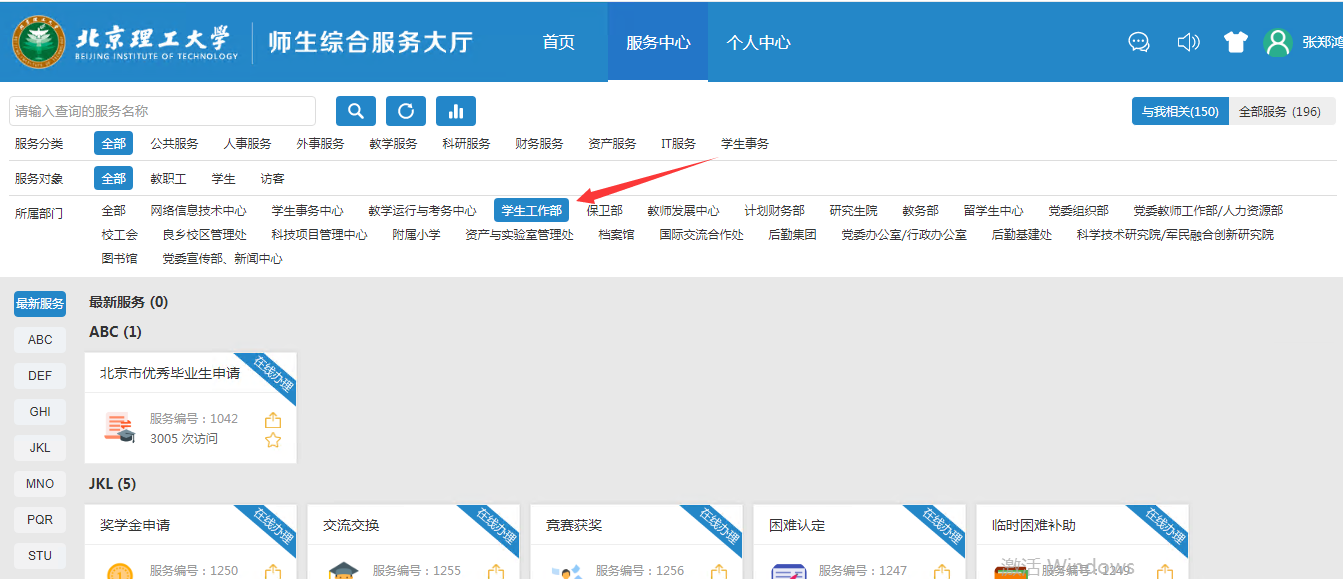 北京理工大学 师生综合服务大厅 首页 服务中心 个人中心 张郑鸿
BEIJING INSTITUTE OF TECHNOLOGY
请输入查询的服务名称 与我相关(150) 全部服务 (196)
服务分类 全部 公共服务 人事服务 外事服务 教学服务 科研服务 财务服务 资产服务 IT服务 学生事务
服务对象 全部 教职工 学生 访客
所属部门 全部 网络信息技术中心 学生事务中心 教学运行与考务中心 学生工作部 保卫部 教师发展中心 计划财务部 研究生院 教务部 留学生中心 党委组织部 党委教师工作部/人力资源部
校工会 良乡校区管理处 科技项目管理中心 附属小学 资产与实验室管理处 档案馆 国际交流合作处 后勤集团 党委办公室/行政办公室 后勤基建处 科学技术研究院/军民融合创新研究院
图书馆 党委宣传部、新闻中心
最新服务 最新服务 (0)
ABC ABC (1)
DEF 北京市优秀毕业生申请 在线办理
GHI 服务编号：1042
3005 次访问
JKL
MNO JKL (5)
PQR 奖学金申请 在线办理 交流交换 在线办理 竞赛获奖 在线办理 困难认定 在线办理 临时困难补助 在线办理
STU 服务编号：1250 服务编号：1255 服务编号：1256 服务编号：1247 服务编号：1249
激活 Windows